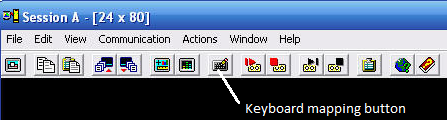 Session A - [24 x 80]
File Edit View Communication Actions Window Help
Keyboard mapping button